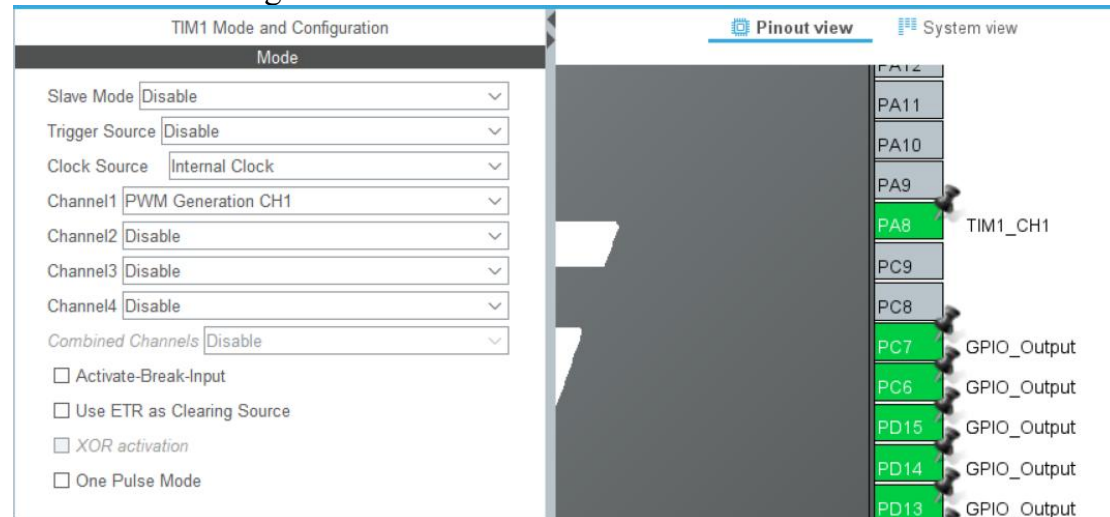 TIM1 Mode and Configuration
Mode
Slave Mode Disable
Trigger Source Disable
Clock Source Internal Clock
Channel1 PWM Generation CH1
Channel2 Disable
Channel3 Disable
Channel4 Disable
Combined Channels Disable
Activate-Break-Input
Use ETR as Clearing Source
XOR activation
One Pulse Mode
Pinout view
System view
PA12
PA11
PA10
PA9
PA8 TIM1_CH1
PC9
PC8
PC7 GPIO_Output
PC6 GPIO_Output
PD15 GPIO_Output
PD14 GPIO_Output
PD13 GPIO_Output